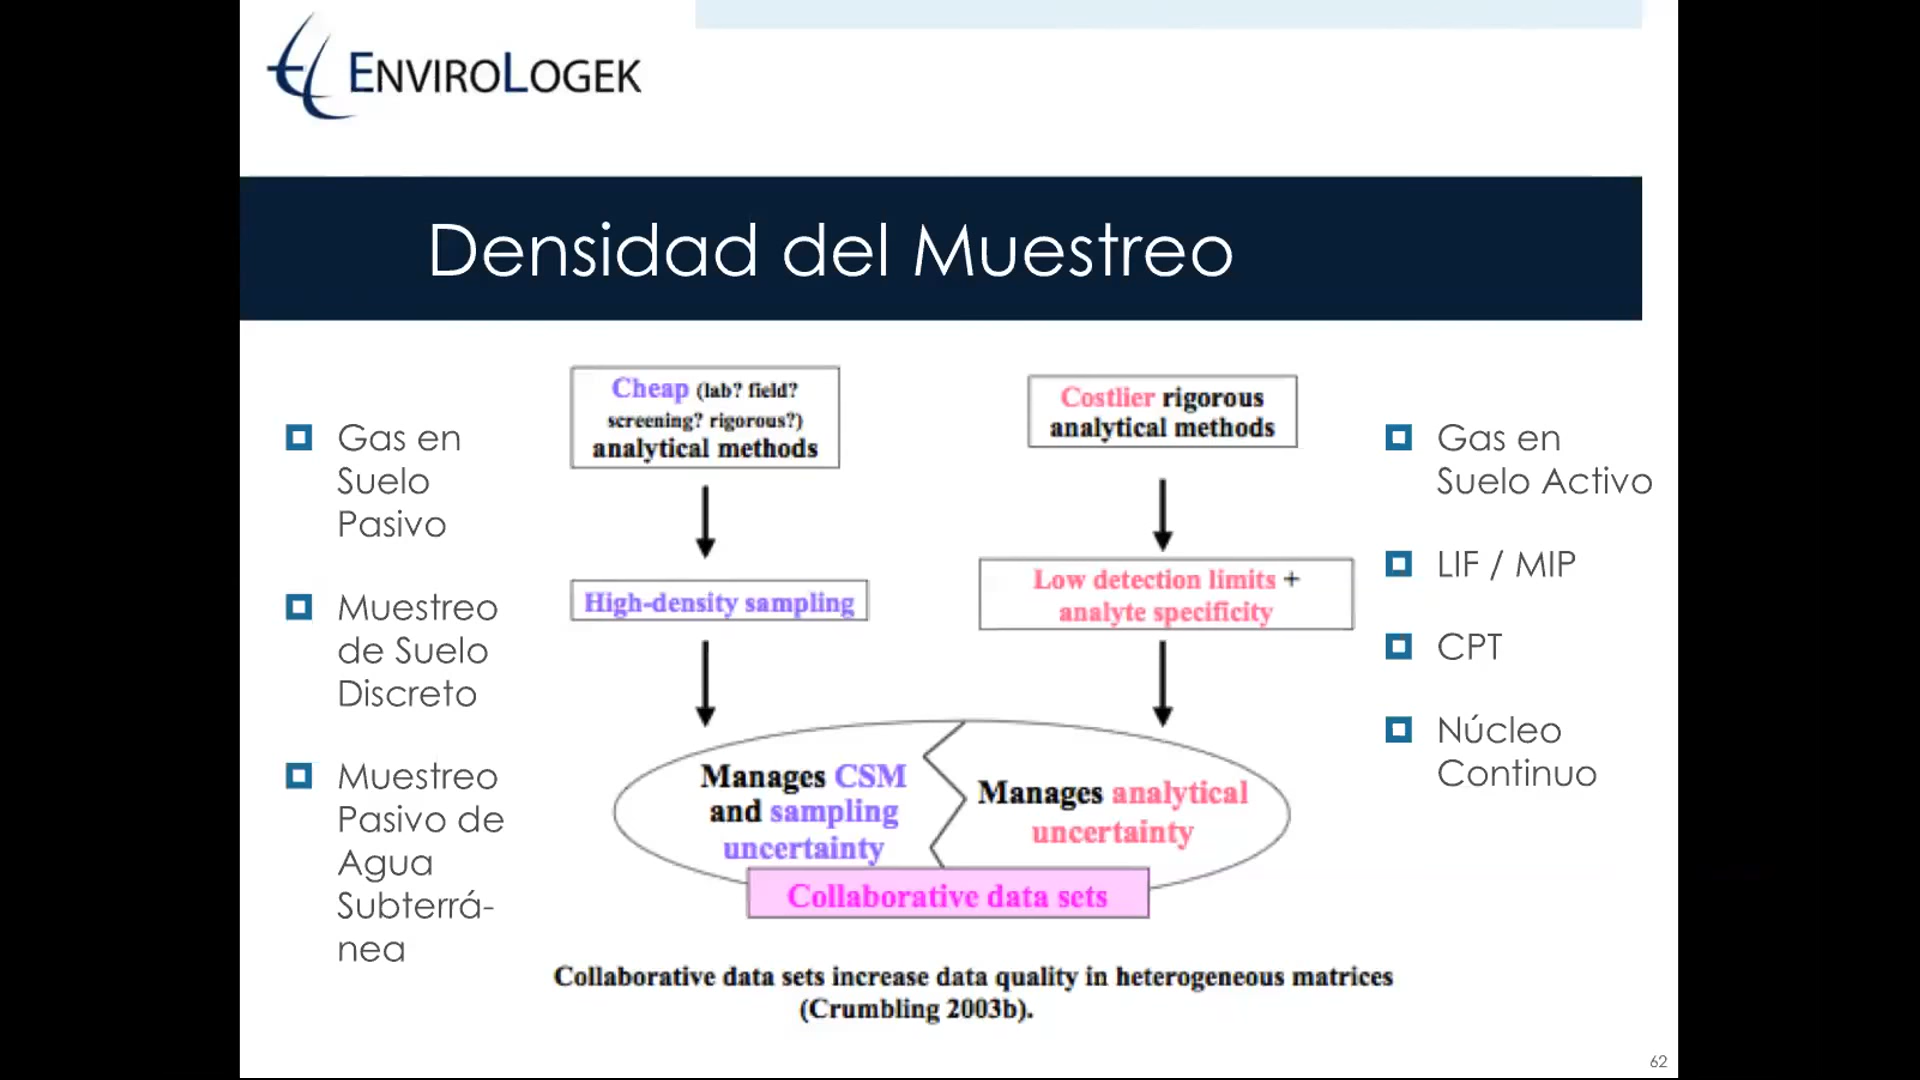 ENVIROLOGEK
Densidad del Muestreo
Gas en
Suelo
Pasivo
Muestreo
de Suelo
Discreto
Muestreo
Pasivo de
Agua
Subterrá-
nea
Cheap (lab? field?
screening? rigorous?)
analytical methods
High-density sampling
Manages CSM
and sampling
uncertainty
Costlier rigorous
analytical methods
Low detection limits +
analyte specificity
Manages analytical
uncertainty
Collaborative data sets
Collaborative data sets increase data quality in heterogeneous matrices
(Crumbling 2003b).
Gas en
Suelo Activo
LIF / MIP
CPT
Núcleo
Continuo
62